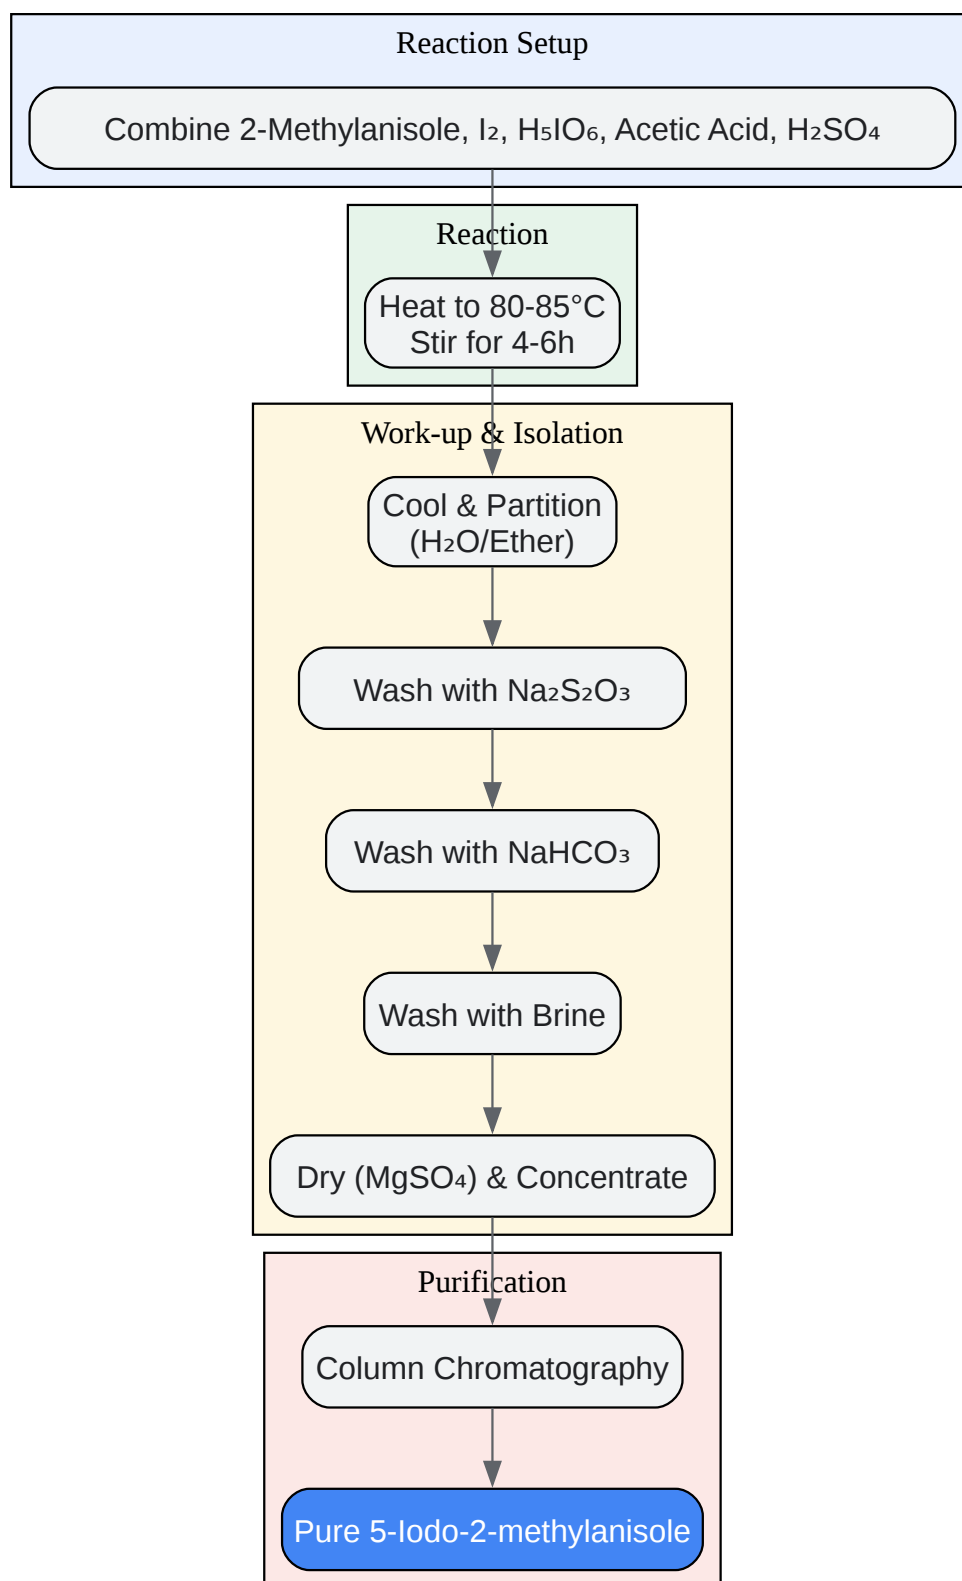 Reaction Setup
Combine 2-Methylanisole, I₂, H₅IO₆, Acetic Acid, H₂SO₄
Reaction
Heat to 80-85°C
Stir for 4-6h
Work-up & Isolation
Cool & Partition
(H₂O/Ether)
Wash with Na₂S₂O₃
Wash with NaHCO₃
Wash with Brine
Dry (MgSO₄) & Concentrate
Purification
Column Chromatography
Pure 5-Iodo-2-methylanisole